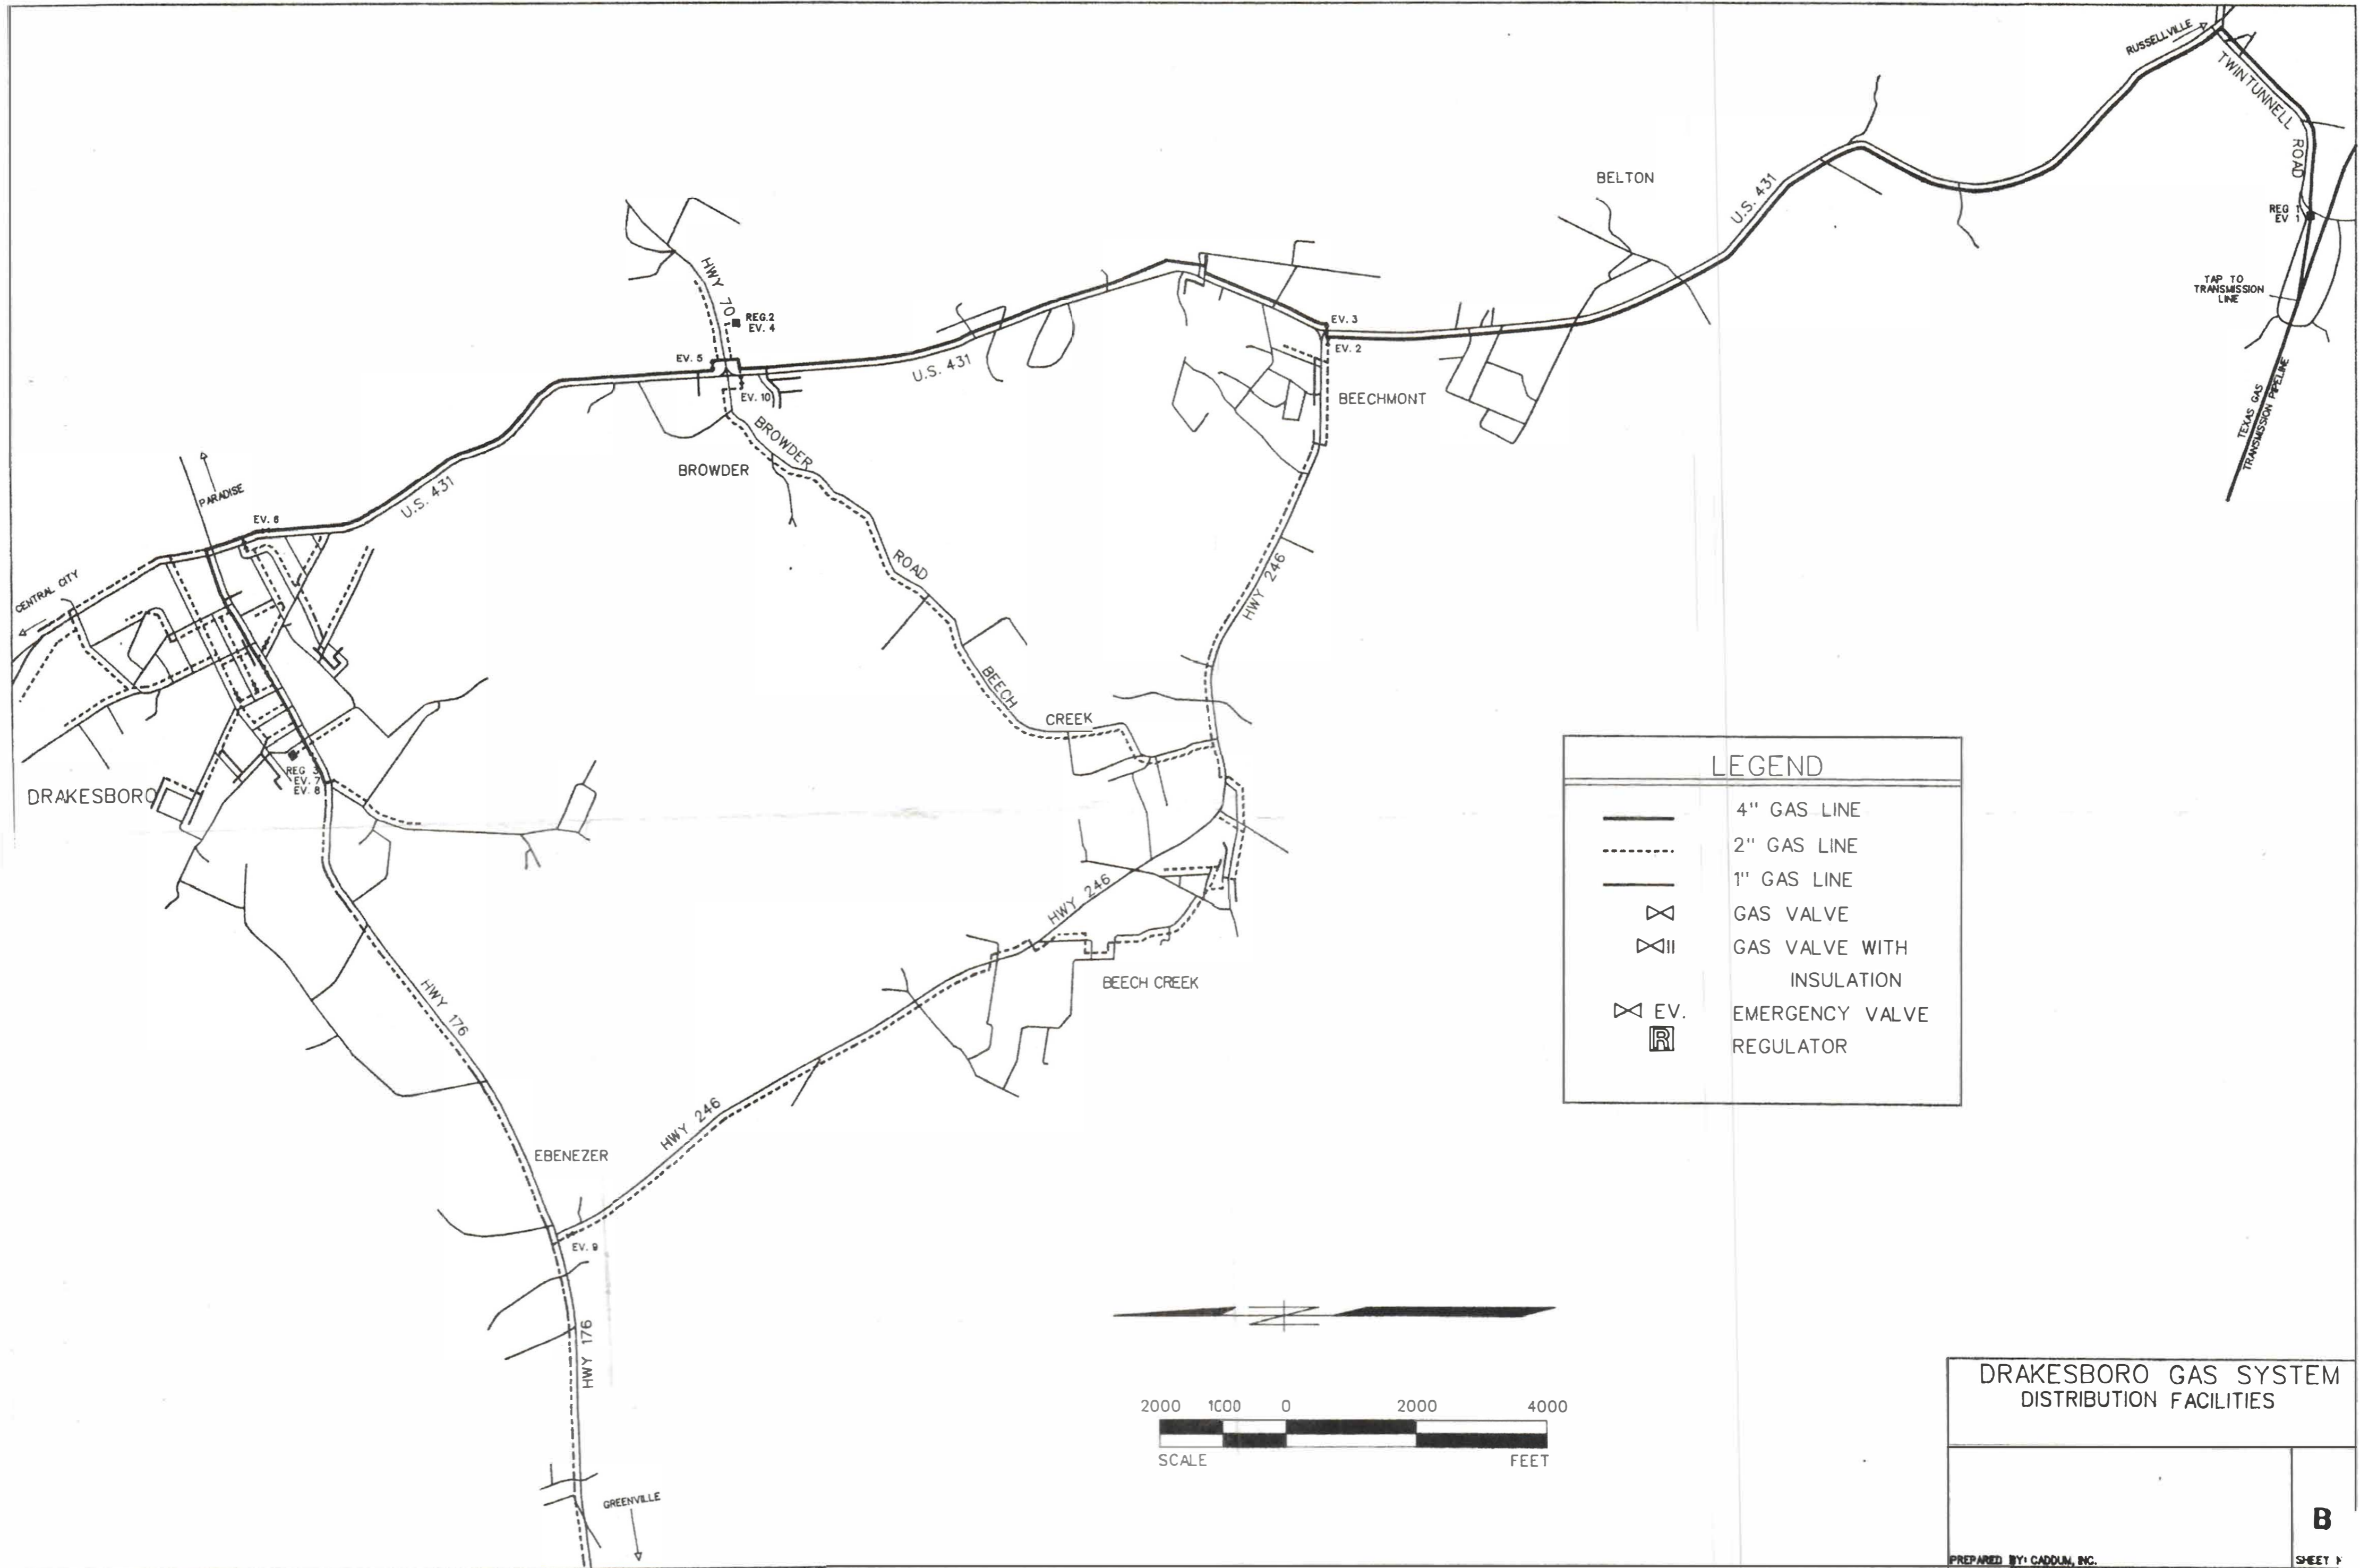 RUSSELLVILLE
TWINTUNNELL ROAD
BELTON
U.S. 431
REG 1
EV 1
TAP TO
TRANSMISSION
LINE
TEXAS GAS
TRANSMISSION PIPELINE
HWY 70
REG.2
EV. 4
EV. 5
EV. 3
EV. 2
U.S. 431
EV. 10
BEECHMONT
BROWDER
BROWDER
PARADISE
U.S. 431
EV. 6
ROAD
CENTRAL CITY
HWY 246
BEECH
CREEK
REG 3
EV. 7
EV. 8
DRAKESBORO
HWY 246
BEECH CREEK
HWY 176
HWY 246
EBENEZER
EV. 9
HWY 176
GREENVILLE
LEGEND
4" GAS LINE
2" GAS LINE
1" GAS LINE
GAS VALVE
GAS VALVE WITH
INSULATION
EV. EMERGENCY VALVE
R REGULATOR
N
2000 1000 0 2000 4000
SCALE FEET
DRAKESBORO GAS SYSTEM
DISTRIBUTION FACILITIES
B
PREPARED BY: CADDUM, INC.
SHEET